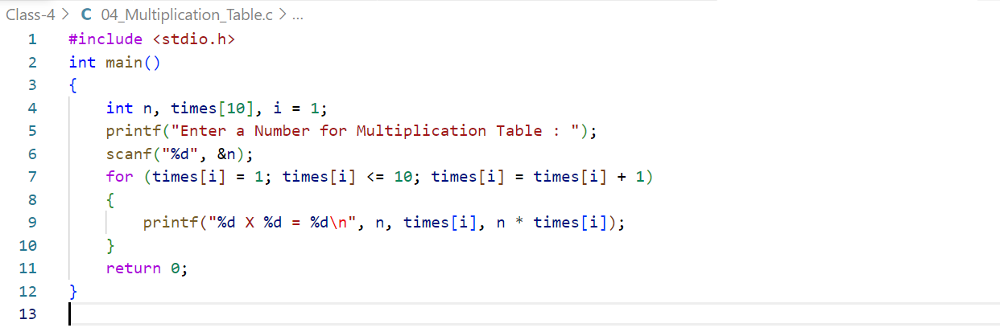 Class-4 > C 04_Multiplication_Table.c > ...
1 #include <stdio.h>
2 int main()
3 {
4     int n, times[10], i = 1;
5     printf("Enter a Number for Multiplication Table : ");
6     scanf("%d", &n);
7     for (times[i] = 1; times[i] <= 10; times[i] = times[i] + 1)
8     {
9         printf("%d X %d = %d\n", n, times[i], n * times[i]);
10     }
11     return 0;
12 }
13